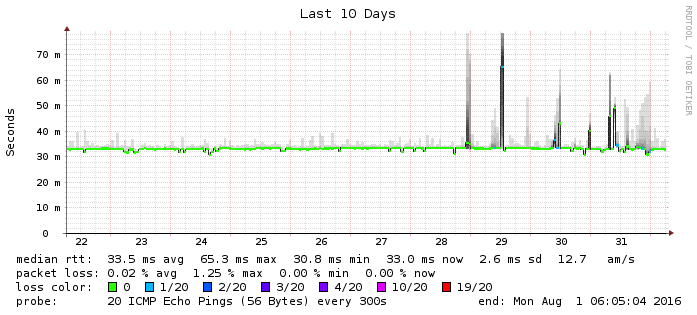 Last 10 Days
RRDTOOL / TOBI OETIKER
Seconds
70 m
60 m
50 m
40 m
30 m
20 m
10 m
0
22 23 24 25 26 27 28 29 30 31
median rtt: 33.5 ms avg 65.3 ms max 30.8 ms min 33.0 ms now 2.6 ms sd 12.7 am/s
packet loss: 0.02 % avg 1.25 % max 0.00 % min 0.00 % now
loss color: 0 1/20 2/20 3/20 4/20 10/20 19/20
probe: 20 ICMP Echo Pings (56 Bytes) every 300s end: Mon Aug 1 06:05:04 2016